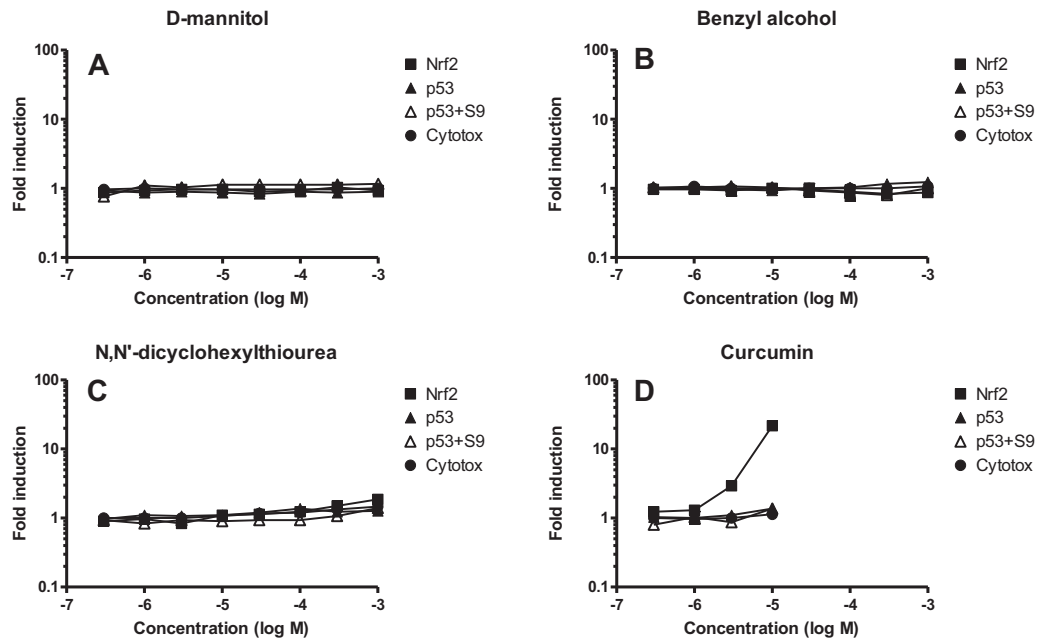 D-mannitol
A
Fold induction
100
10
1
0.1
-7 -6 -5 -4 -3
Concentration (log M)
Nrf2
p53
p53+S9
Cytotox
Benzyl alcohol
B
Fold induction
100
10
1
0.1
-7 -6 -5 -4 -3
Concentration (log M)
Nrf2
p53
p53+S9
Cytotox
N,N'-dicyclohexylthiourea
C
Fold induction
100
10
1
0.1
-7 -6 -5 -4 -3
Concentration (log M)
Nrf2
p53
p53+S9
Cytotox
Curcumin
D
Fold induction
100
10
1
0.1
-7 -6 -5 -4 -3
Concentration (log M)
Nrf2
p53
p53+S9
Cytotox